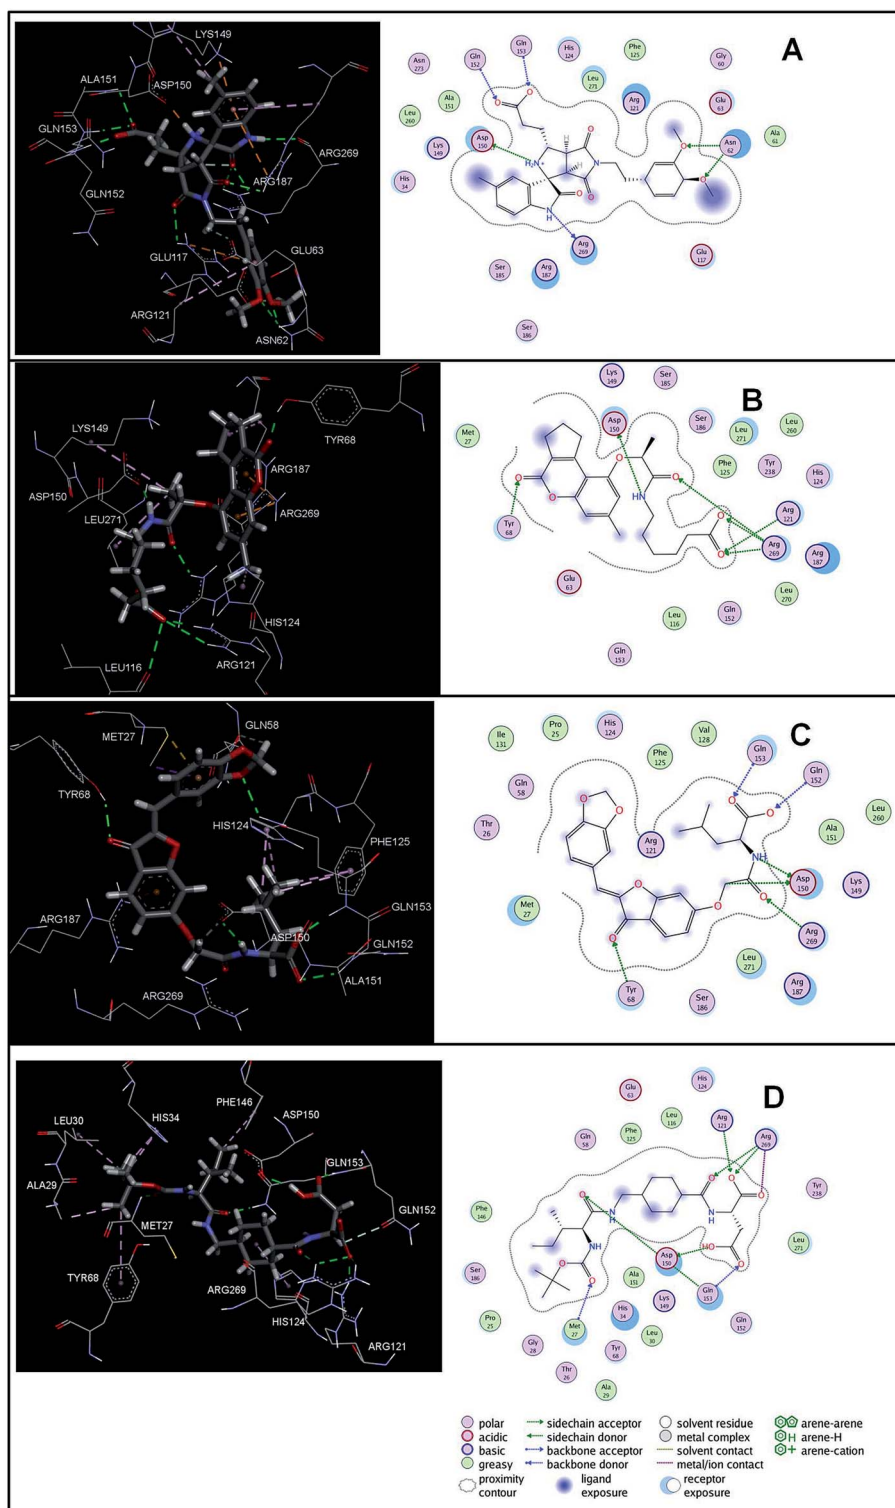 LYS149
ALA151
ASP150
GLN153
ARG269
ARG187
GLN152
GLU117
GLU63
ARG121
ASN62
A
Asn 273
Gln 152
Gln 153
His 124
Phe 125
Gly 60
Leu 271
Arg 121
Glu 63
Ala 151
Leu 260
Lys 149
Asp 150
Asn 62
Ala 61
His 34
H
H
H₂N⁺
N
O
O
O
O
O
O
O
NH
Arg 269
Glu 117
Ser 185
Arg 187
Ser 186
TYR68
LYS149
ARG187
ASP150
LEU271
ARG269
HIS124
ARG121
LEU116
B
Lys 149
Ser 185
Asp 150
Ser 186
Leu 271
Leu 260
Met 27
Phe 125
Tyr 238
His 124
O
O
O
O
NH
O
O
Tyr 68
Arg 121
Arg 269
Arg 187
Glu 63
Leu 270
Leu 116
Gln 152
Gln 153
GLN58
MET27
TYR68
HIS124
PHE125
ARG187
GLN153
ASP150
GLN152
ALA151
ARG269
C
Ile 131
Pro 25
His 124
Val 128
Phe 125
Gln 153
Gln 152
Gln 58
Thr 26
Arg 121
Ala 151
Leu 260
O
O
O
O
NH
O
O
O
O
Asp 150
Lys 149
Met 27
Arg 269
Leu 271
Tyr 68
Ser 186
Arg 187
PHE146
LEU30
HIS34
ASP150
ALA29
GLN153
MET27
GLN152
TYR68
ARG269
HIS124
ARG121
D
Glu 63
His 124
Leu 116
Arg 121
Gln 58
Phe 125
Arg 269
Tyr 238
Phe 146
O
O
O
O
NH
NH
NH
HO
O
O
O
Leu 271
Asp 150
Ser 186
Ala 151
Gln 153
Lys 149
Pro 25
Met 27
His 34
Gln 152
Gly 28
Tyr 68
Leu 30
Thr 26
Ala 29
polar sidechain acceptor solvent residue arene-arene
acidic sidechain donor metal complex H arene-H
basic backbone acceptor solvent contact + arene-cation
greasy backbone donor metal/ion contact
proximity contour ligand exposure receptor exposure